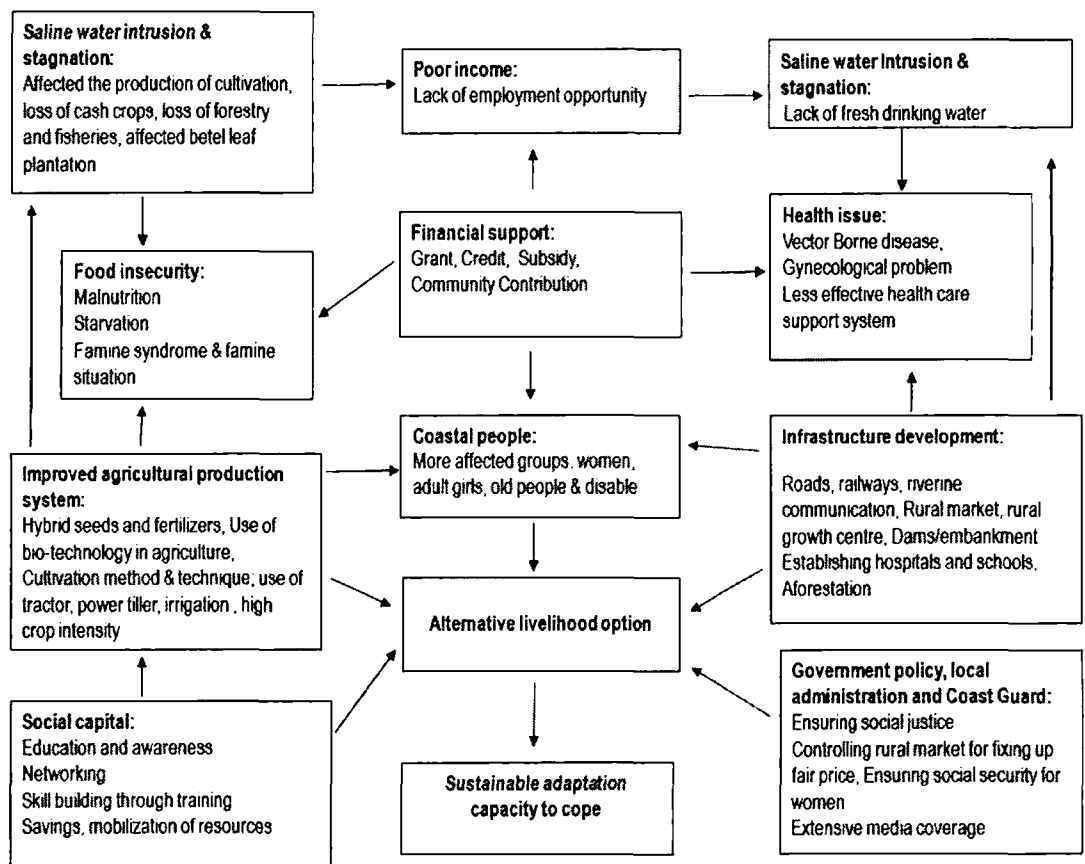 Saline water intrusion &
stagnation:
Affected the production of cultivation,
loss of cash crops, loss of forestry
and fisheries, affected betel leaf
plantation
Poor income:
Lack of employment opportunity
Saline water Intrusion &
stagnation:
Lack of fresh drinking water
Financial support:
Grant, Credit, Subsidy,
Community Contribution
Health issue:
Vector Borne disease,
Gynecological problem
Less effective health care
support system
Food insecurity:
Malnutrition
Starvation
Famine syndrome & famine
situation
Coastal people:
More affected groups. women,
adult girls, old people & disable
Infrastructure development:
Roads, railways, riverine
communication, Rural market, rural
growth centre, Dams/embankment
Establishing hospitals and schools,
Aforestation
Improved agricultural production
system:
Hybrid seeds and fertilizers, Use of
bio-technology in agriculture,
Cultivation method & technique; use of
tractor, power tiller, irrigation , high
crop intensity
Alternative livelihood option
Government policy, local
administration and Coast Guard:
Ensuring social justice
Controlling rural market for fixing up
fair price, Ensuring social security for
women
Extensive media coverage
Social capital:
Education and awareness
Networking
Skill building through training
Savings, mobilization of resources
Sustainable adaptation
capacity to cope